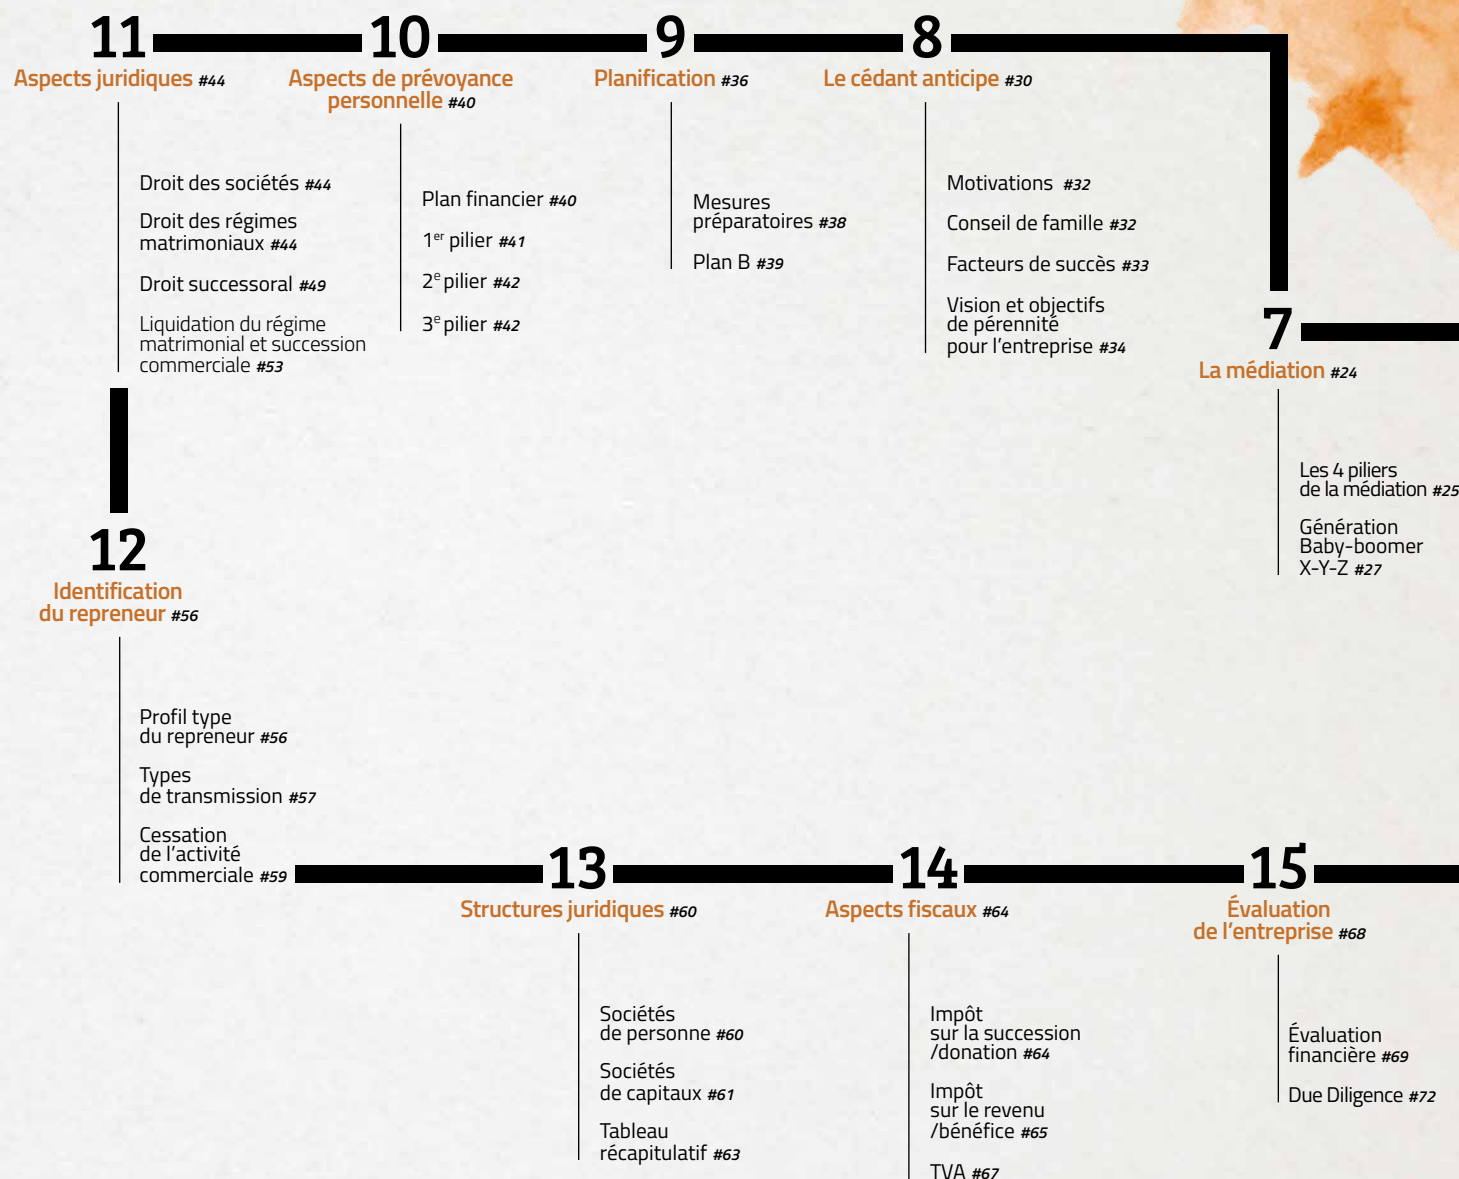 11
Aspects juridiques #44
Droit des sociétés #44
Droit des régimes
matrimoniaux #44
Droit successoral #49
Liquidation du régime
matrimonial et succession
commerciale #53
10
Aspects de prévoyance
personnelle #40
Plan financier #40
1er pilier #41
2e pilier #42
3e pilier #42
9
Planification #36
Mesures
préparatoires #38
Plan B #39
8
Le cédant anticipe #30
Motivations #32
Conseil de famille #32
Facteurs de succès #33
Vision et objectifs
de pérennité
pour l'entreprise #34
7
La médiation #24
Les 4 piliers
de la médiation #25
Génération
Baby-boomer
X-Y-Z #27
12
Identification
du repreneur #56
Profil type
du repreneur #56
Types
de transmission #57
Cessation
de l'activité
commerciale #59
13
Structures juridiques #60
Sociétés
de personne #60
Sociétés
de capitaux #61
Tableau
récapitulatif #63
14
Aspects fiscaux #64
Impôt
sur la succession
/donation #64
Impôt
sur le revenu
/bénéfice #65
TVA #67
15
Évaluation
de l'entreprise #68
Évaluation
financière #69
Due Diligence #72